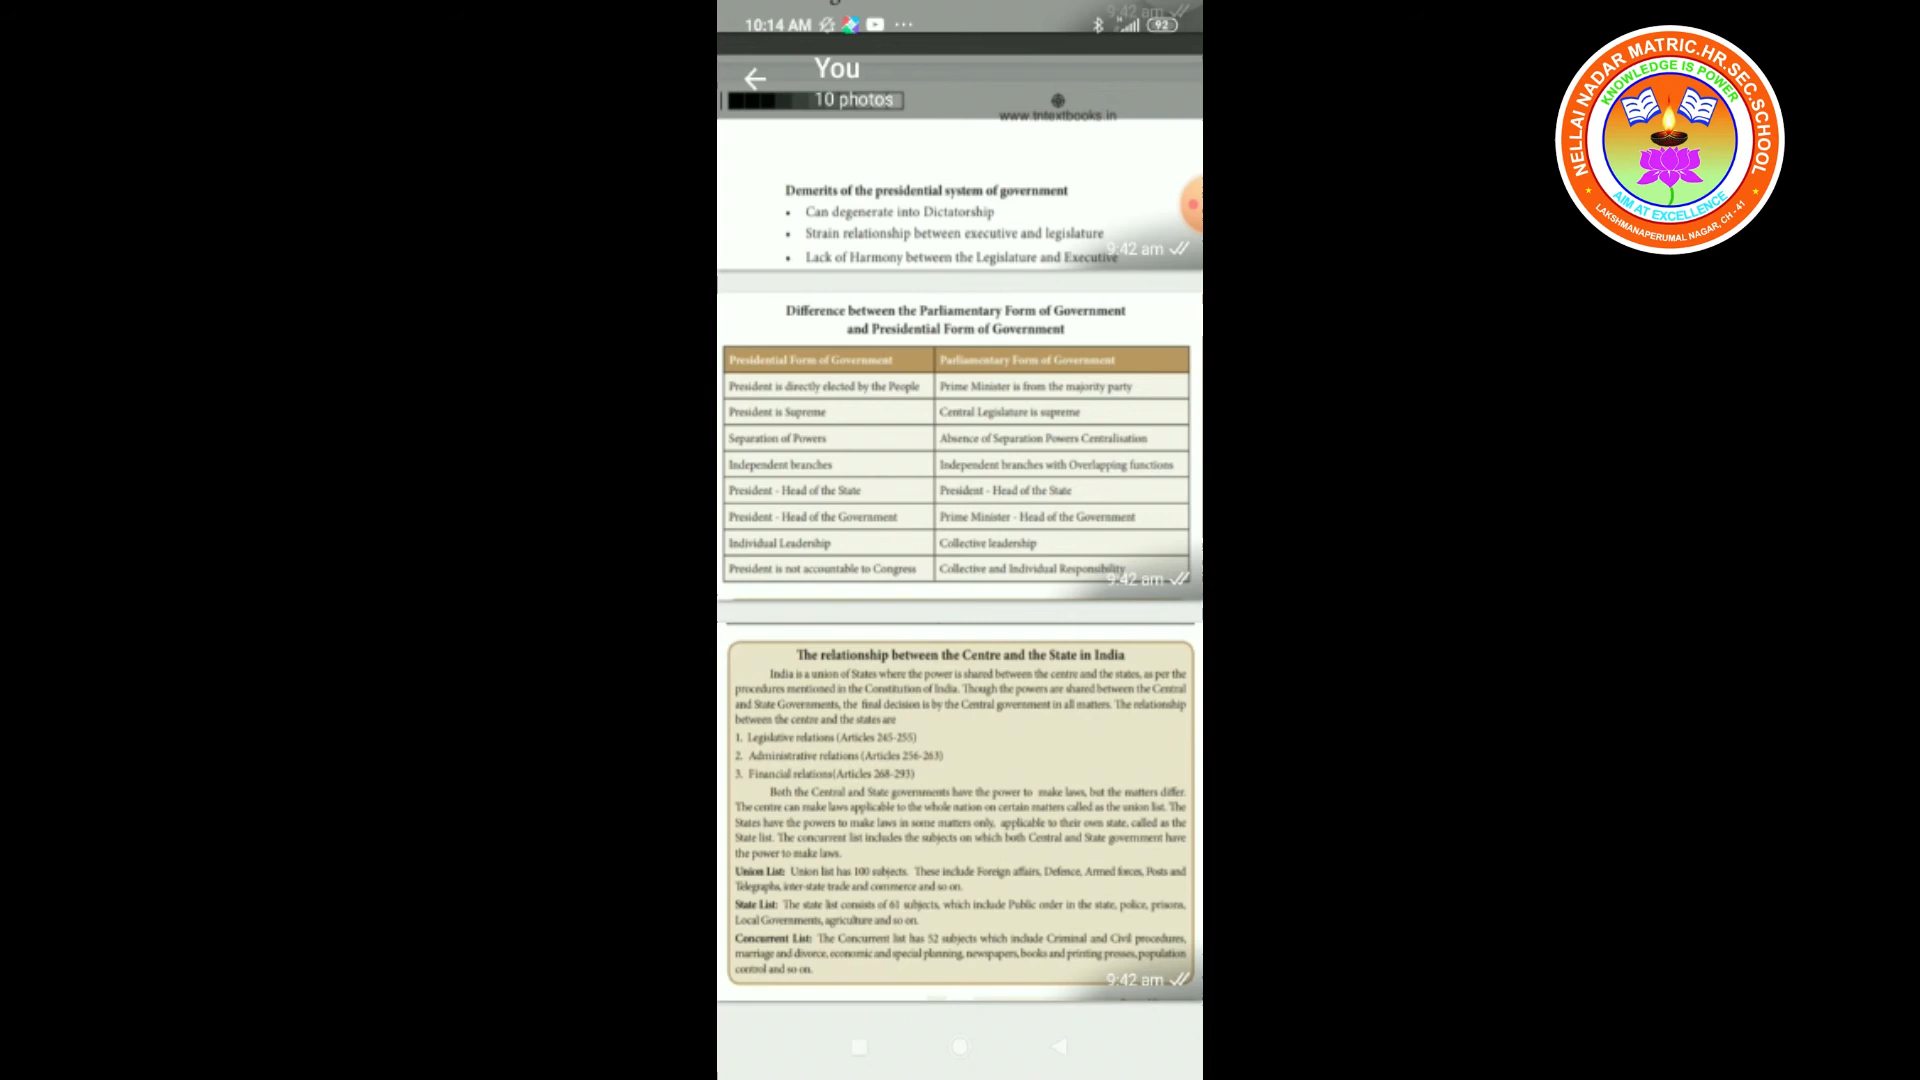 9:42 am
10:14 AM
92
You
10 photos
www.tntextbooks.in
Demerits of the presidential system of government
• Can degenerate into Dictatorship
• Strain relationship between executive and legislature
• Lack of Harmony between the Legislature and Executive
9:42 am
Difference between the Parliamentary Form of Government
and Presidential Form of Government
Presidential Form of Government Parliamentary Form of Government
President is directly elected by the People Prime Minister is from the majority party
President is Supreme Central Legislature is supreme
Separation of Powers Absence of Separation Powers Centralisation
Independent branches Independent branches with Overlapping functions
President - Head of the State President - Head of the State
President - Head of the Government Prime Minister - Head of the Government
Individual Leadership Collective leadership
President is not accountable to Congress Collective and Individual Responsibility
9:42 am
The relationship between the Centre and the State in India
India is a union of States where the power is shared between the centre and the states, as per the
procedures mentioned in the Constitution of India. Though the powers are shared between the Central
and State Governments, the final decision is by the Central government in all matters. The relationship
between the centre and the states are
1. Legislative relations (Articles 245-255)
2. Administrative relations (Articles 256-263)
3. Financial relations(Articles 268-293)
Both the Central and State governments have the power to make laws, but the matters differ.
The centre can make laws applicable to the whole nation on certain matters called as the union list. The
States have the powers to make laws in some matters only, applicable to their own state, called as the
State list. The concurrent list includes the subjects on which both Central and State government have
the power to make laws.
Union List: Union list has 100 subjects. These include Foreign affairs, Defence, Armed forces, Posts and
Telegraphs, inter-state trade and commerce and so on.
State List: The state list consists of 61 subjects, which include Public order in the state, police, prisons,
Local Governments, agriculture and so on.
Concurrent List: The Concurrent list has 52 subjects which include Criminal and Civil procedures,
marriage and divorce, economic and special planning, newspapers, books and printing presses, population
control and so on.
9:42 am
NELLAI NADAR MATRIC.HR.SEC.SCHOOL
KNOWLEDGE IS POWER
AIM AT EXCELLENCE
LAKSHMANAPERUMAL NAGAR, CH - 41